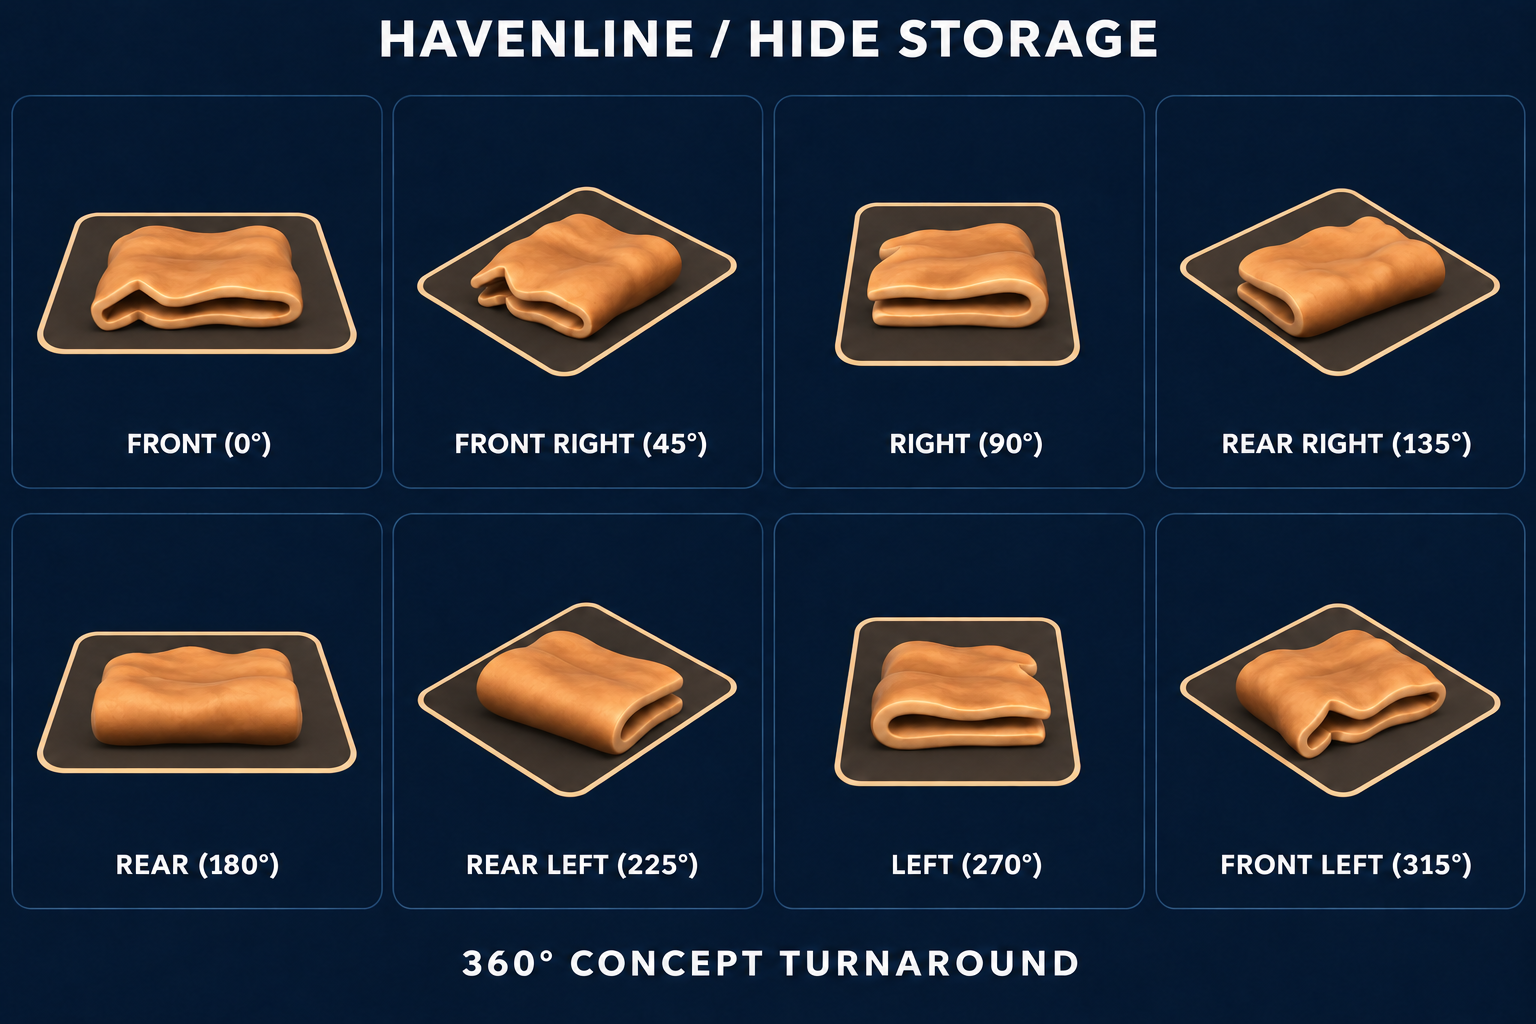 HAVENLINE / HIDE STORAGE
FRONT (0°)
FRONT RIGHT (45°)
RIGHT (90°)
REAR RIGHT (135°)
REAR (180°)
REAR LEFT (225°)
LEFT (270°)
FRONT LEFT (315°)
360° CONCEPT TURNAROUND